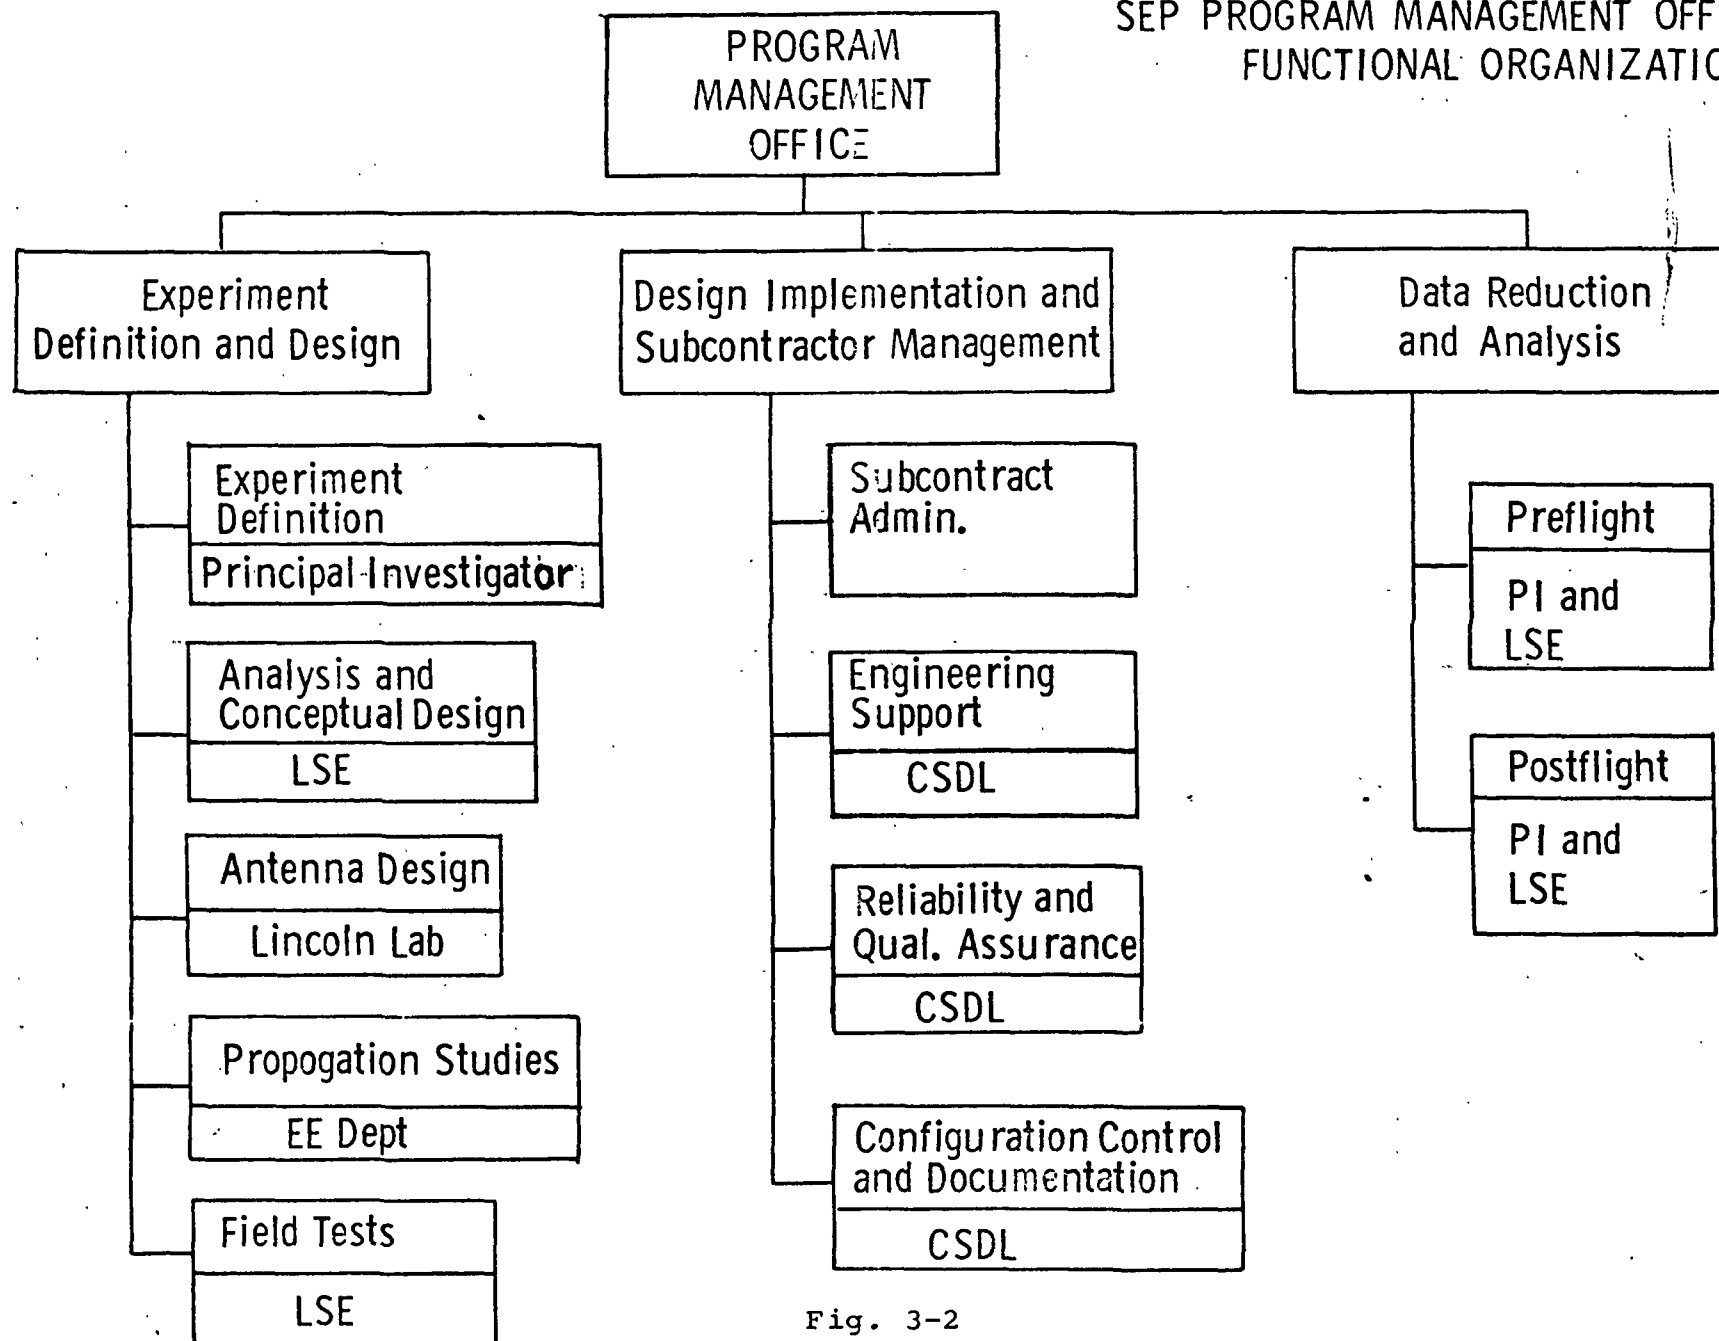 SEP PROGRAM MANAGEMENT OFF
FUNCTIONAL ORGANIZATIO
PROGRAM
MANAGEMENT
OFFICE
Experiment
Definition and Design
Design Implementation and
Subcontractor Management
Data Reduction
and Analysis
Experiment
Definition
Principal Investigator
Analysis and
Conceptual Design
LSE
Antenna Design
Lincoln Lab
Propogation Studies
EE Dept
Field Tests
LSE
Subcontract
Admin.
Engineering
Support
CSDL
Reliability and
Qual. Assurance
CSDL
Configuration Control
and Documentation
CSDL
Preflight
PI and
LSE
Postflight
PI and
LSE
Fig. 3-2